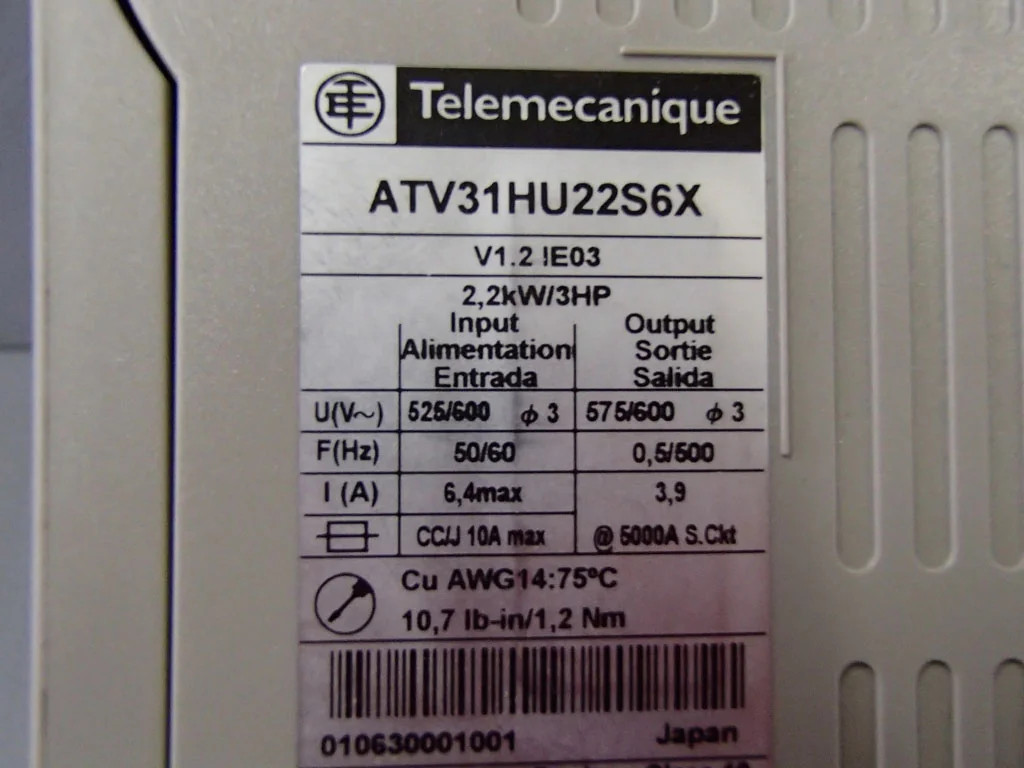 Telemecanique
ATV31HU22S6X
V1.2 IE03
2,2kW/3HP
Input Output
Alimentation Sortie
Entrada Salida
U(V~) 525/600 ϕ 3 575/600 ϕ 3
F(Hz) 50/60 0,5/500
I (A) 6,4max 3,9
CC/J 10A max @ 5000A S.Ckt
Cu AWG14:75ºC
10,7 lb-in/1,2 Nm
010630001001 Japan